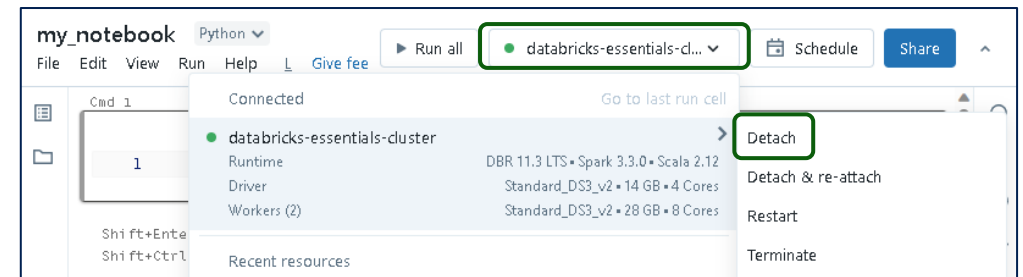 my_notebook Python
Run all
databricks-essentials-cl...
Schedule
Share
File Edit View Run Help L Give fee
Cmd 1
1
Shift+Ente
Shift+Ctrl
Connected Go to last run cell
databricks-essentials-cluster
Runtime DBR 11.3 LTS • Spark 3.3.0 • Scala 2.12
Driver Standard_DS3_v2 • 14 GB • 4 Cores
Workers (2) Standard_DS3_v2 • 28 GB • 8 Cores
Recent resources
Detach
Detach & re-attach
Restart
Terminate